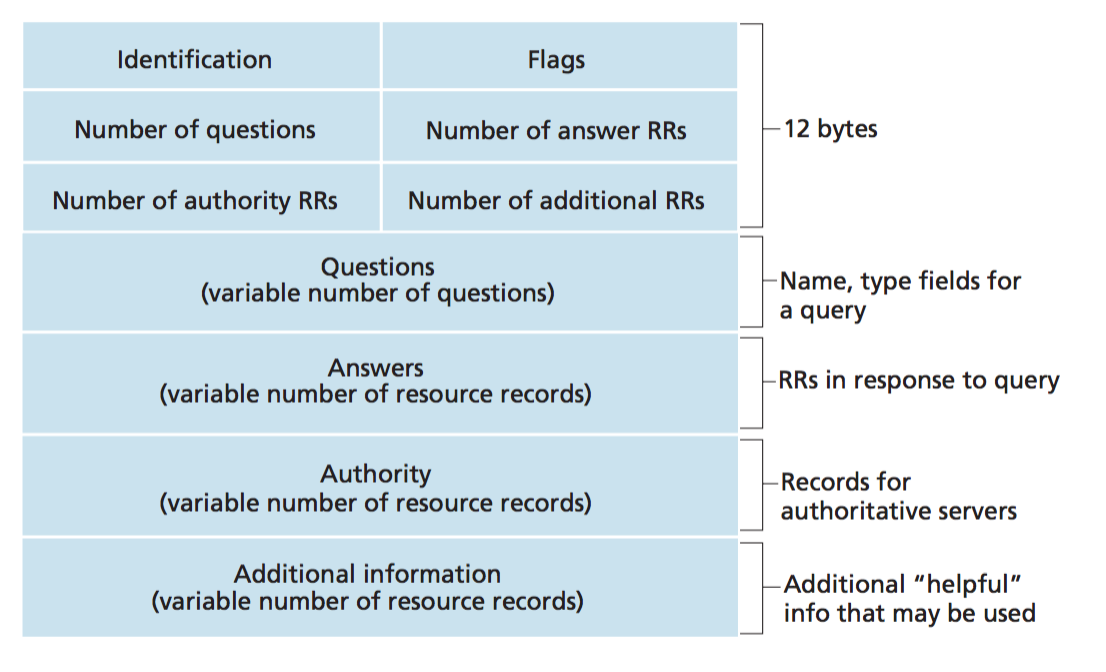 Identification
Flags
Number of questions
Number of answer RRs
12 bytes
Number of authority RRs
Number of additional RRs
Questions
(variable number of questions)
Name, type fields for
a query
Answers
(variable number of resource records)
RRs in response to query
Authority
(variable number of resource records)
Records for
authoritative servers
Additional information
(variable number of resource records)
Additional “helpful”
info that may be used